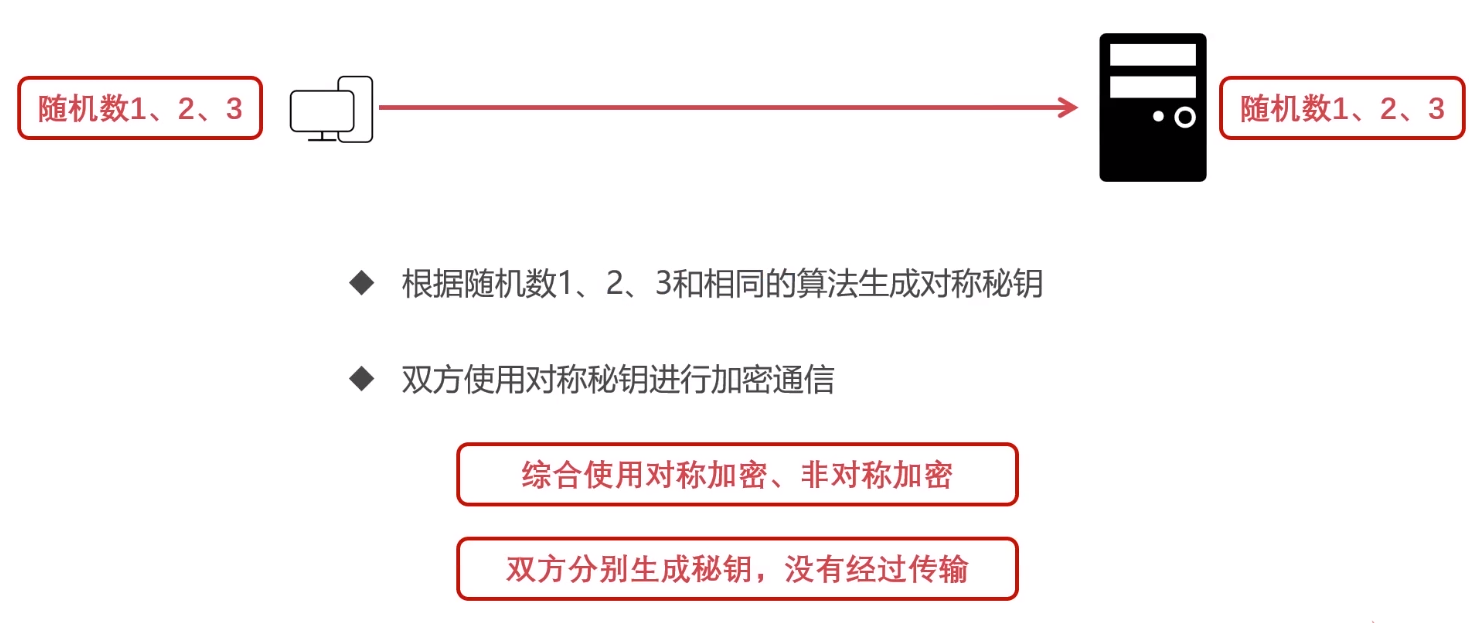 随机数1、2、3
随机数1、2、3
根据随机数1、2、3和相同的算法生成对称秘钥
双方使用对称秘钥进行加密通信
综合使用对称加密、非对称加密
双方分别生成秘钥，没有经过传输